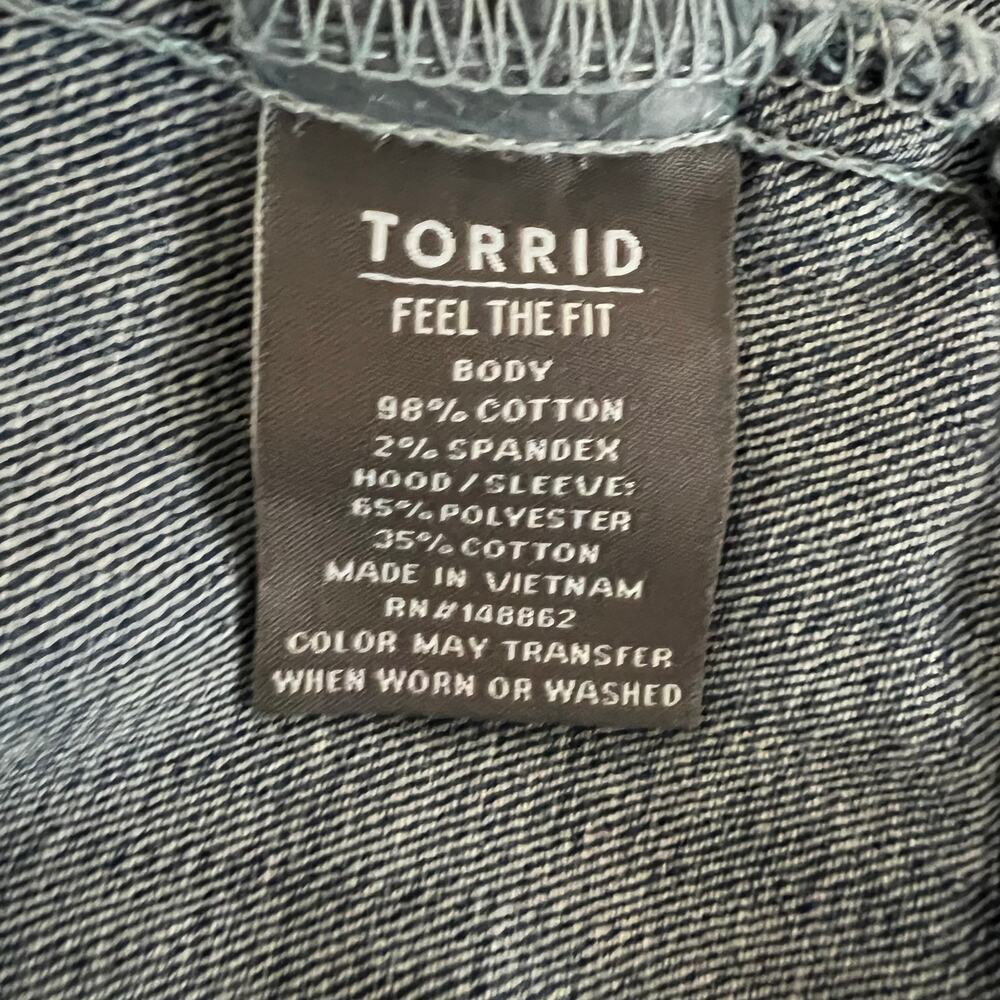 TORRID
FEEL THE FIT
BODY
98% COTTON
2% SPANDEX
HOOD/SLEEVE:
65% POLYESTER
35% COTTON
MADE IN VIETNAM
RN#148862
COLOR MAY TRANSFER
WHEN WORN OR WASHED